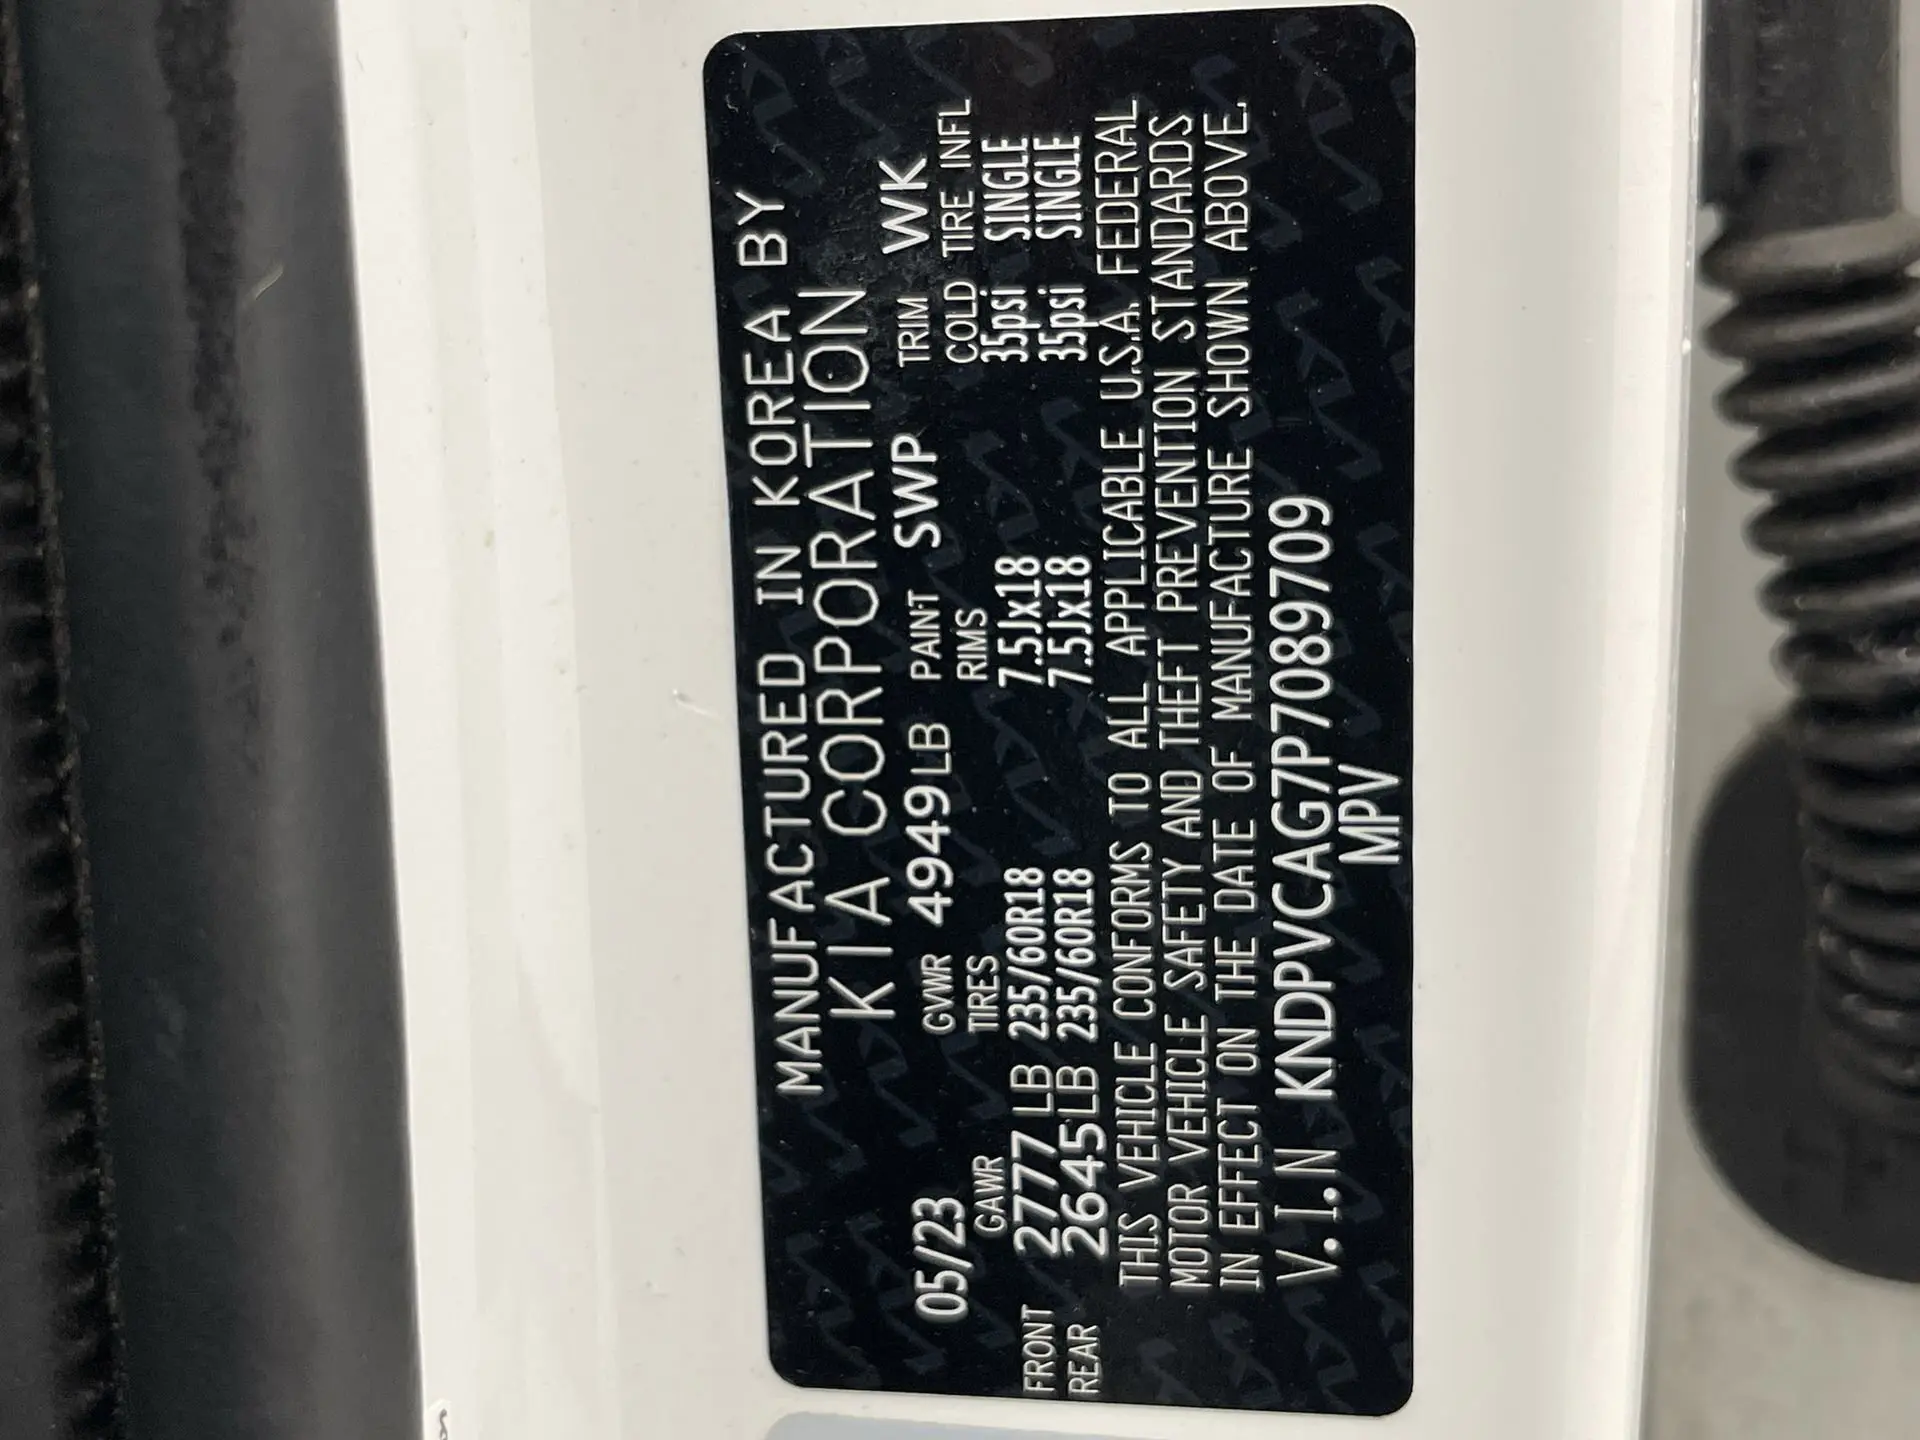 MANUFACTURED IN KOREA BY
KIA CORPORATION
05/23 GVWR 4949LB PAINT SWP TRIM WK
GAWR TIRES RIMS COLD TIRE INFL
FRONT 2777 LB 235/60R18 7.5Jx18 35psi SINGLE
REAR 2645LB 235/60R18 7.5Jx18 35psi SINGLE
THIS VEHICLE CONFORMS TO ALL APPLICABLE U.S.A. FEDERAL
MOTOR VEHICLE SAFETY AND THEFT PREVENTION STANDARDS
IN EFFECT ON THE DATE OF MANUFACTURE SHOWN ABOVE.
V.I.N KNDPVCAG7P7089709
MPV